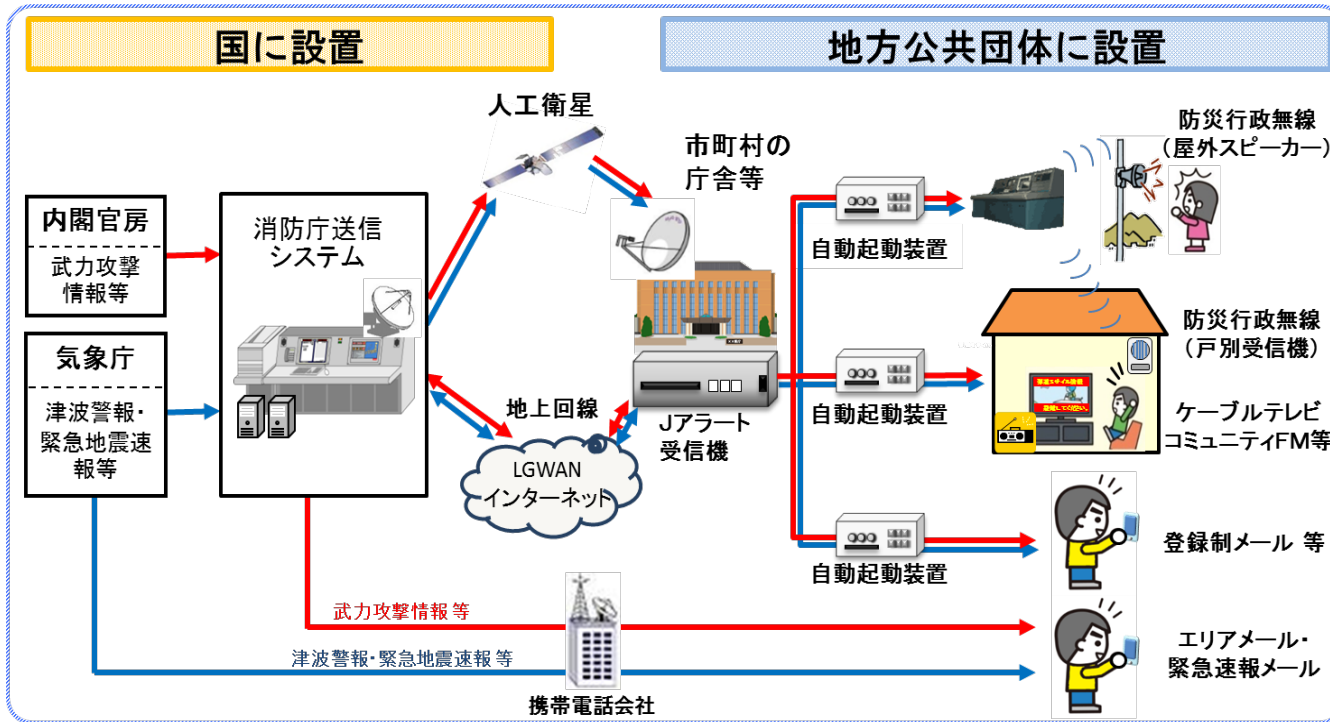 国に設置
地方公共団体に設置
人工衛星
市町村の
庁舎等
防災行政無線
（屋外スピーカー）
内閣官房
武力攻撃
情報等
消防庁送信
システム
自動起動装置
気象庁
津波警報・
緊急地震速
報等
地上回線
LGWAN
インターネット
Jアラート
受信機
自動起動装置
防災行政無線
（戸別受信機）
ケーブルテレビ
コミュニティFM等
自動起動装置
登録制メール 等
武力攻撃情報等
津波警報・緊急地震速報等
携帯電話会社
エリアメール・
緊急速報メール